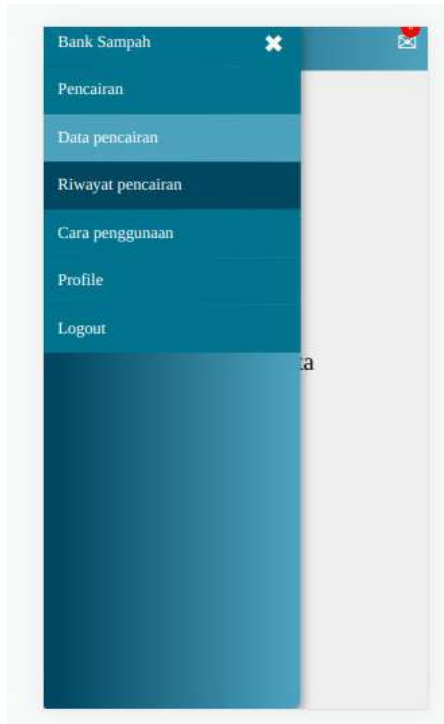 Bank Sampah
Pencairan
Data pencairan
Riwayat pencairan
Cara penggunaan
Profile
Logout